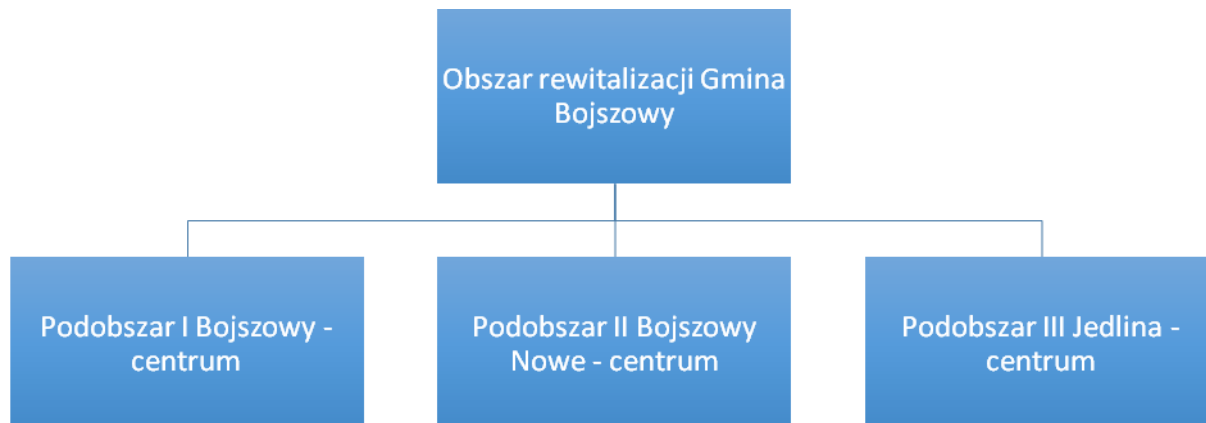 Obszar rewitalizacji Gmina
Bojszowy
Podobszar I Bojszowy -
centrum
Podobszar II Bojszowy
Nowe - centrum
Podobszar III Jedlina -
centrum